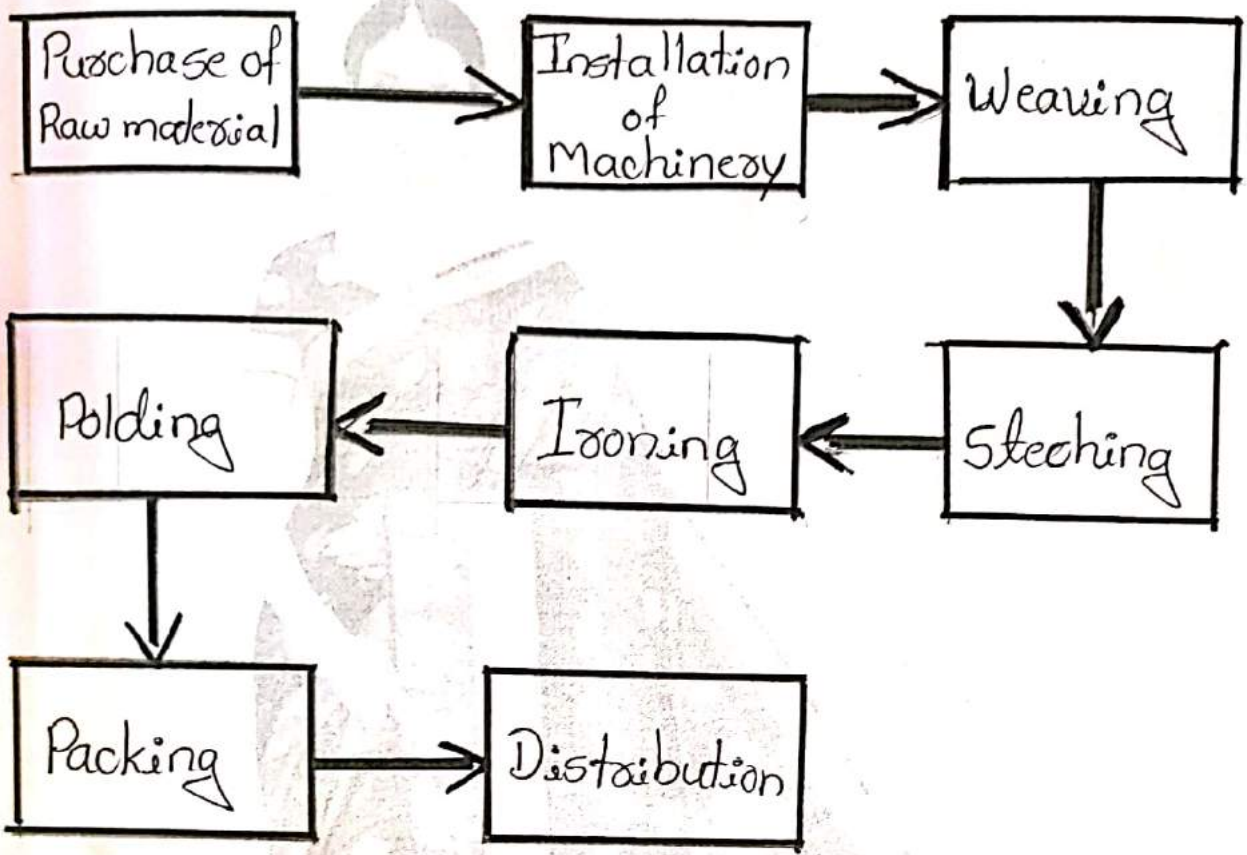 Purchase of
Raw material
Installation
of
Machinery
Weaving
Steching
Ironing
Polding
Packing
Distribution